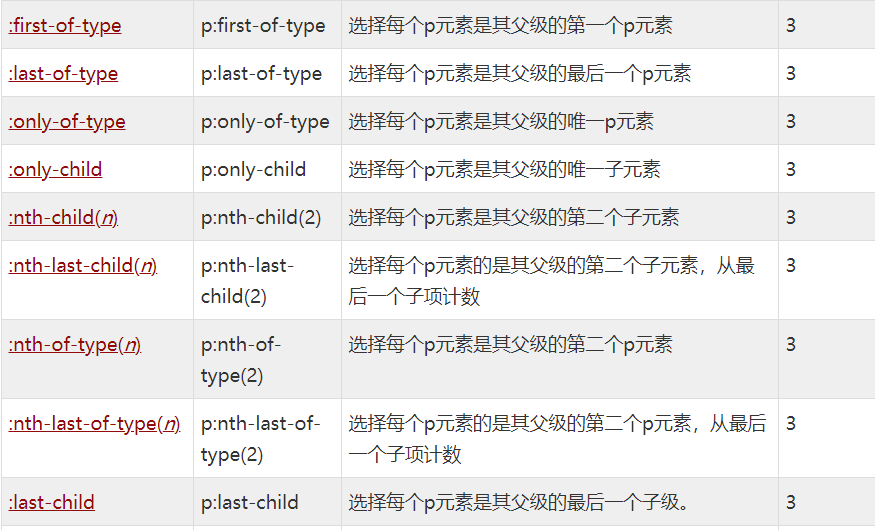 :first-of-type p:first-of-type 选择每个p元素是其父级的第一个p元素 3
:last-of-type p:last-of-type 选择每个p元素是其父级的最后一个p元素 3
:only-of-type p:only-of-type 选择每个p元素是其父级的唯一p元素 3
:only-child p:only-child 选择每个p元素是其父级的唯一子元素 3
:nth-child(n) p:nth-child(2) 选择每个p元素是其父级的第二个子元素 3
:nth-last-child(n) p:nth-last- 选择每个p元素的是其父级的第二个子元素，从最 3
child(2) 后一个子项计数
:nth-of-type(n) p:nth-of- 选择每个p元素是其父级的第二个p元素 3
type(2)
:nth-last-of-type(n) p:nth-last-of- 选择每个p元素的是其父级的第二个p元素，从最后 3
type(2) 一个子项计数
:last-child p:last-child 选择每个p元素是其父级的最后一个子级。 3